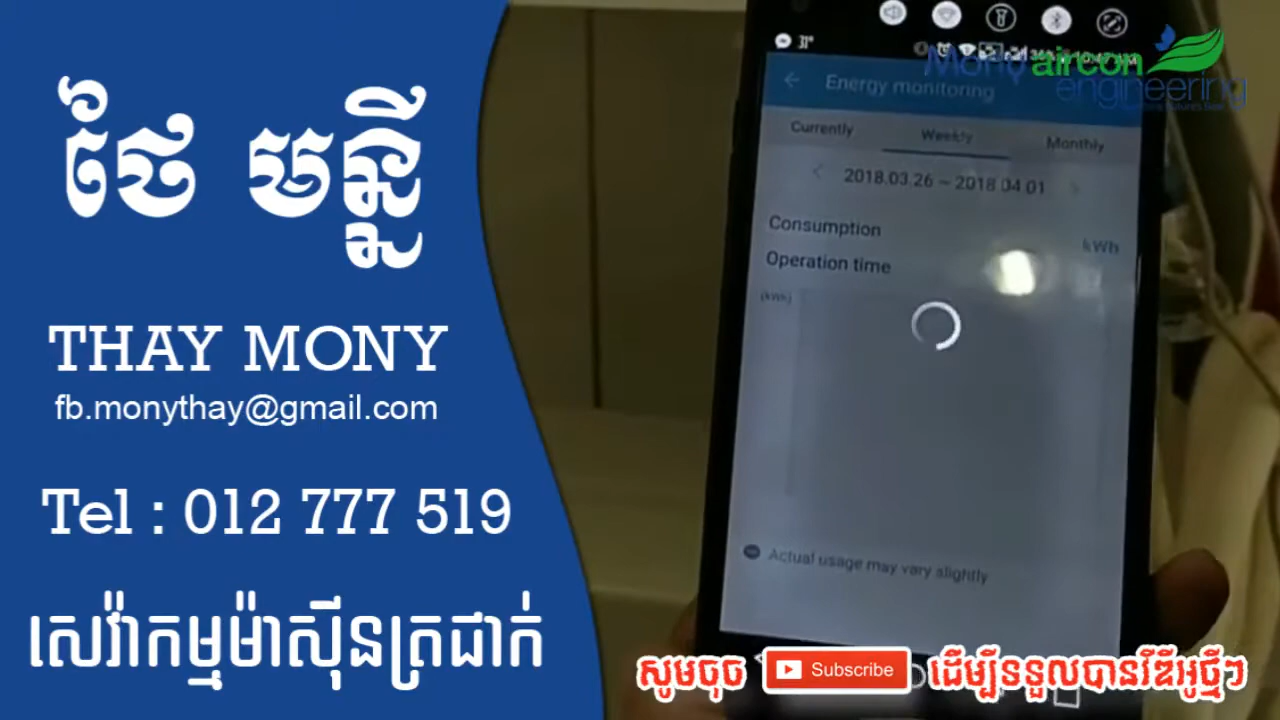 ថៃ មន្នី
THAY MONY
fb.monythay@gmail.com
Tel : 012 777 519
សេវ៉ាកម្មម៉ាស៊ីនត្រជាក់
31°
Mony aircon
engineering
Energy monitoring
Currently Weekly Monthly
2018.03.26 ~ 2018.04.01
Consumption
kWh
Operation time
(kWh)
Actual usage may vary slightly
សូមចុច Subscribe ដើម្បីទទួលបានវីឌីអូថ្មីៗ